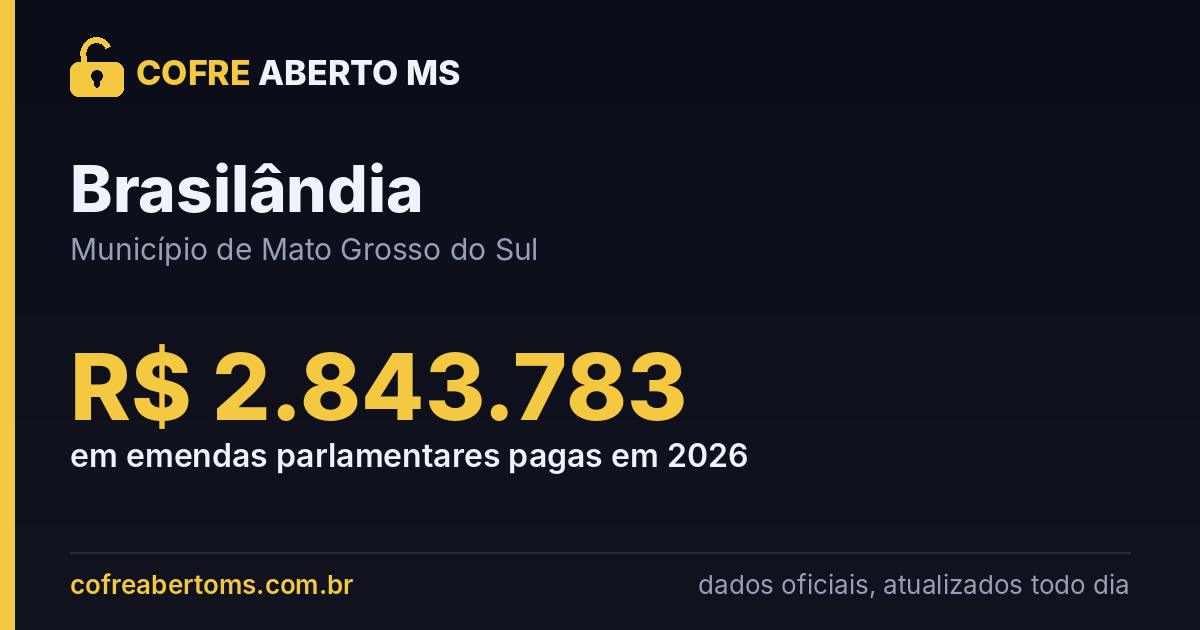 COFRE ABERTO MS
Brasilândia
Município de Mato Grosso do Sul
R$ 2.843.783
em emendas parlamentares pagas em 2026
cofreabertoms.com.br
dados oficiais, atualizados todo dia